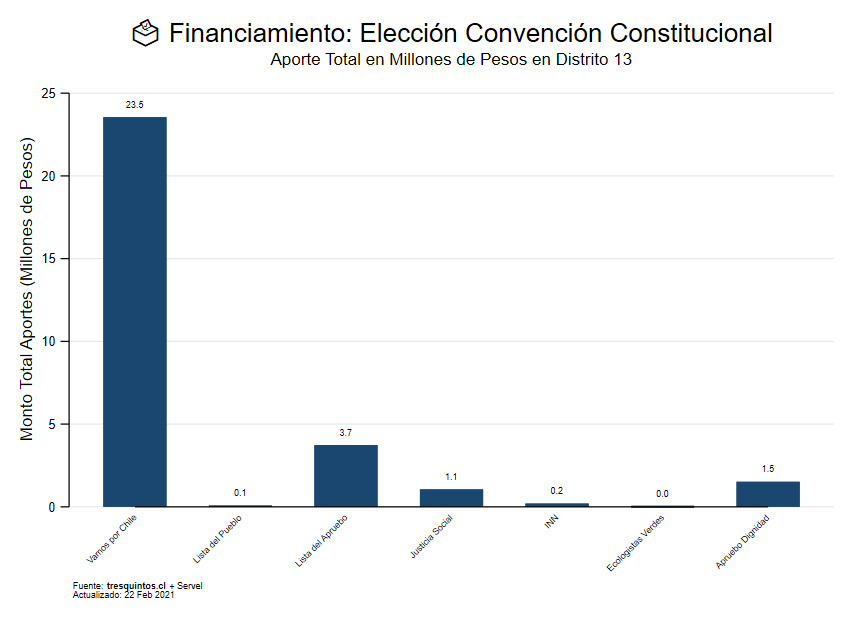 Financiamiento: Elección Convención Constitucional
Aporte Total en Millones de Pesos en Distrito 13
Monto Total Aportes (Millones de Pesos)
25
20
15
10
5
0
23.5
0.1
3.7
1.1
0.2
0.0
1.5
Vamos por Chile
Lista del Pueblo
Lista del Apruebo
Justicia Social
INN
Ecologistas Verdes
Apruebo Dignidad
Fuente: tresquintos.cl + Servel
Actualizado: 22 Feb 2021